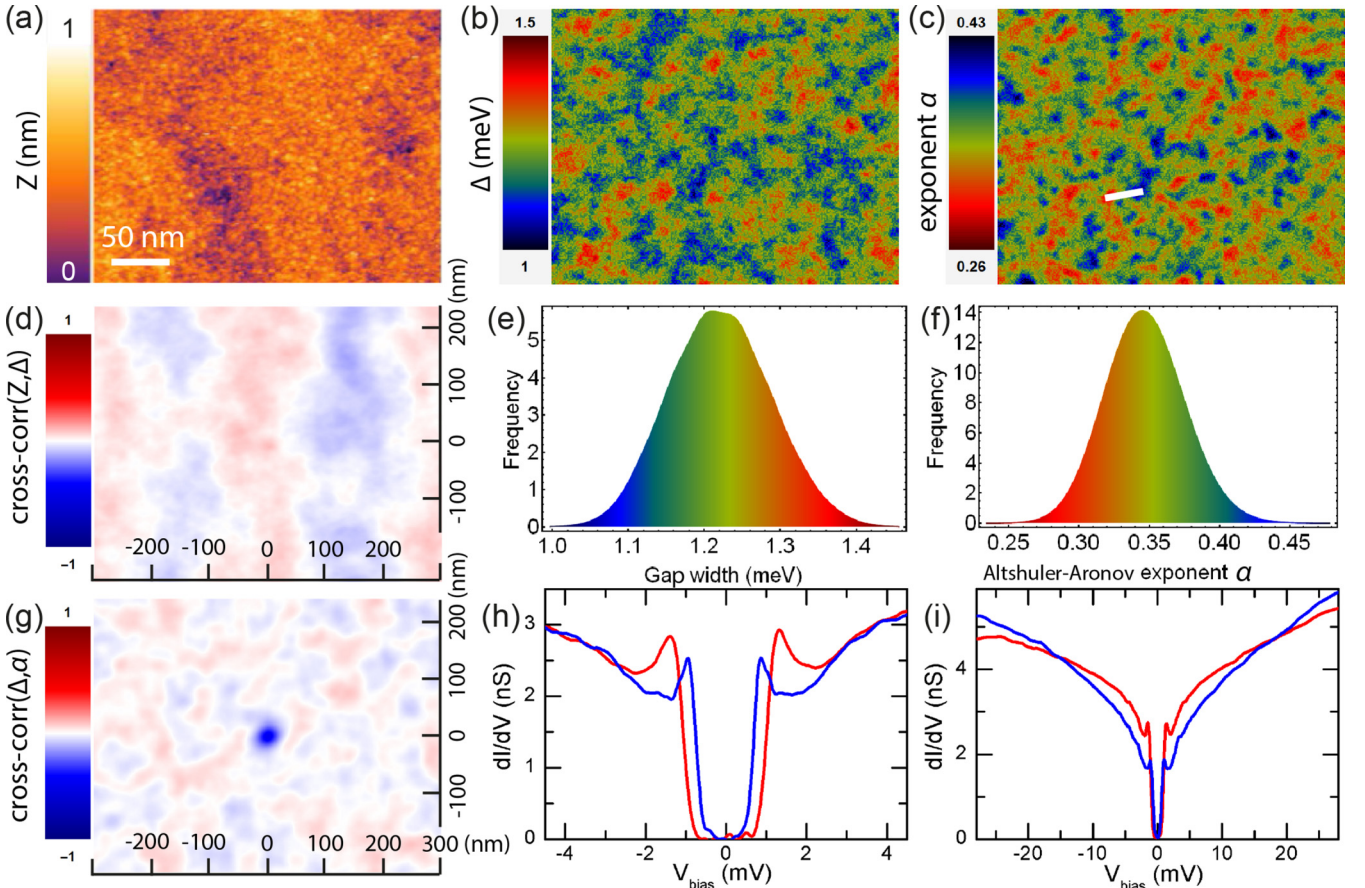 (a)
1
Z (nm)
50 nm
0
(b)
1.5
Δ (meV)
1
(c)
0.43
exponent α
0.26
(d)
1
cross-corr(Z,Δ)
−1
-200 -100 0 100 200
200 (nm)
100
0
-100
(nm)
(e)
5
4
3
2
1
0
Frequency
1.0 1.1 1.2 1.3 1.4
Gap width (meV)
(f)
14
12
10
8
6
4
2
0
Frequency
0.25 0.30 0.35 0.40 0.45
Altshuler-Aronov exponent α
(g)
1
cross-corr(Δ,α)
−1
-200 -100 0 100 200 300 (nm)
200 (nm)
100
0
-100
(h)
3
2
1
0
dI/dV (nS)
-4 -2 0 2 4
Vbias (mV)
(i)
4
2
0
dI/dV (nS)
-20 -10 0 10 20
Vbias (mV)